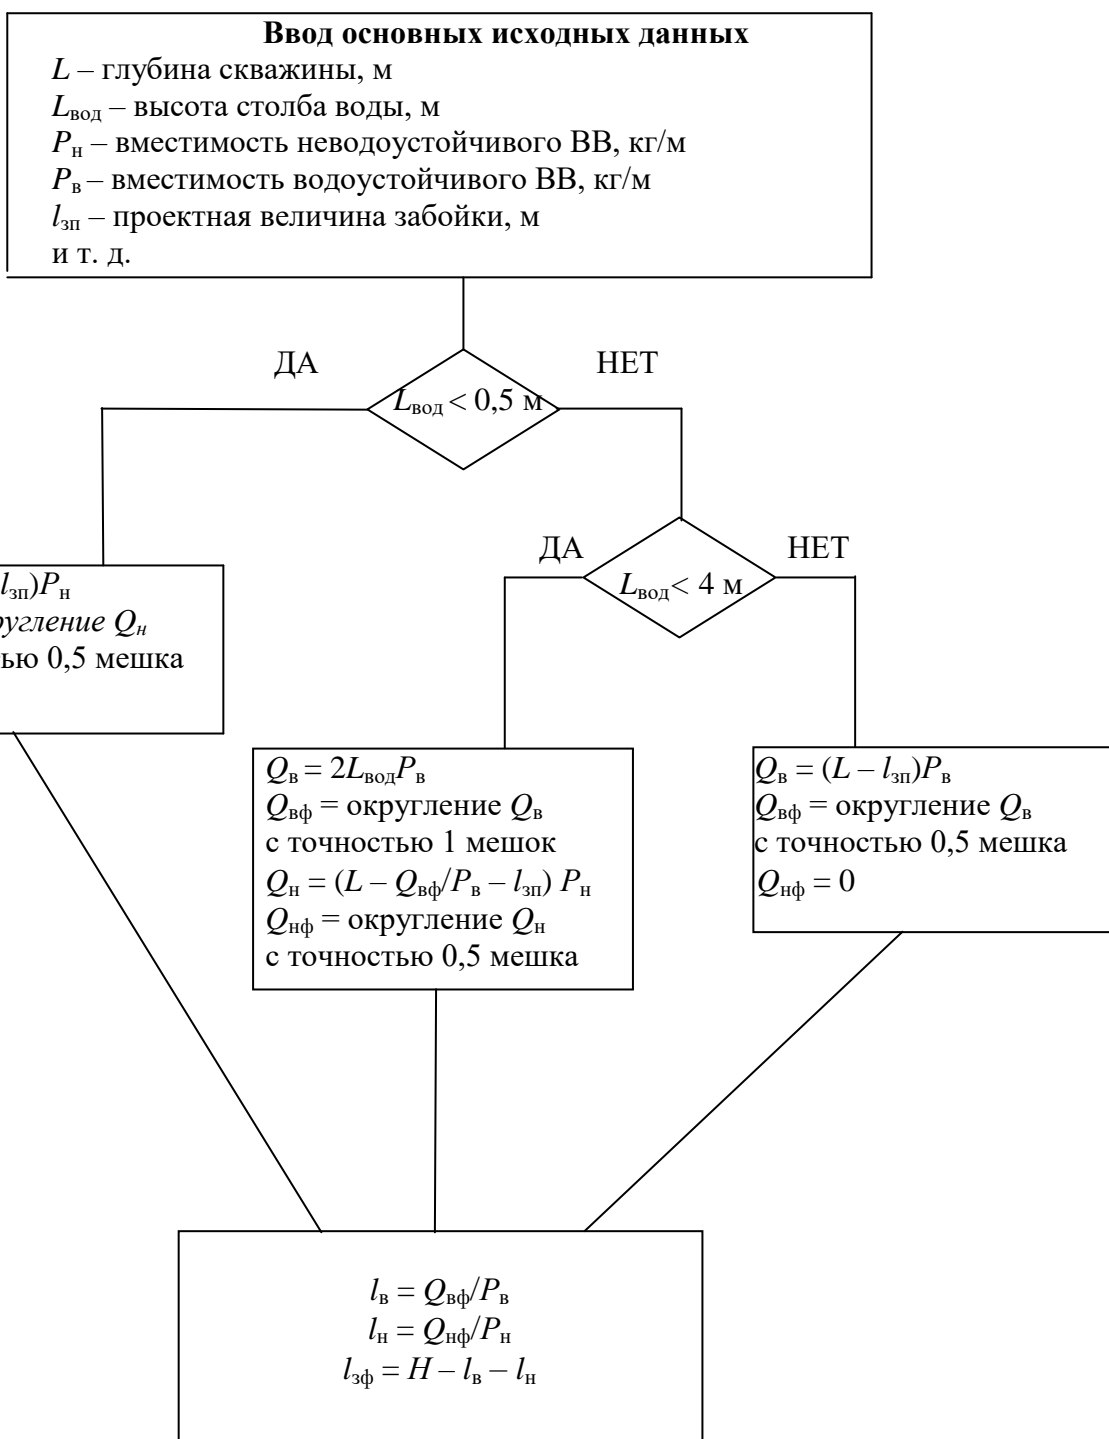 Ввод основных исходных данных
L – глубина скважины, м
Lвод – высота столба воды, м
Pн – вместимость неводоустойчивого ВВ, кг/м
Pв – вместимость водоустойчивого ВВ, кг/м
lзп – проектная величина забойки, м
и т. д.
ДА
НЕТ
Lвод < 0,5 м
ДА
НЕТ
Lвод < 4 м
lзп)Pн
Qн
0,5 мешка
Qв = 2LводPв
Qвф = округление Qв
с точностью 1 мешок
Qн = (L – Qвф/Pв – lзп) Pн
Qнф = округление Qн
с точностью 0,5 мешка
Qв = (L – lзп)Pв
Qвф = округление Qв
с точностью 0,5 мешка
Qнф = 0
lв = Qвф/Pв
lн = Qнф/Pн
lзф = H – lв – lн